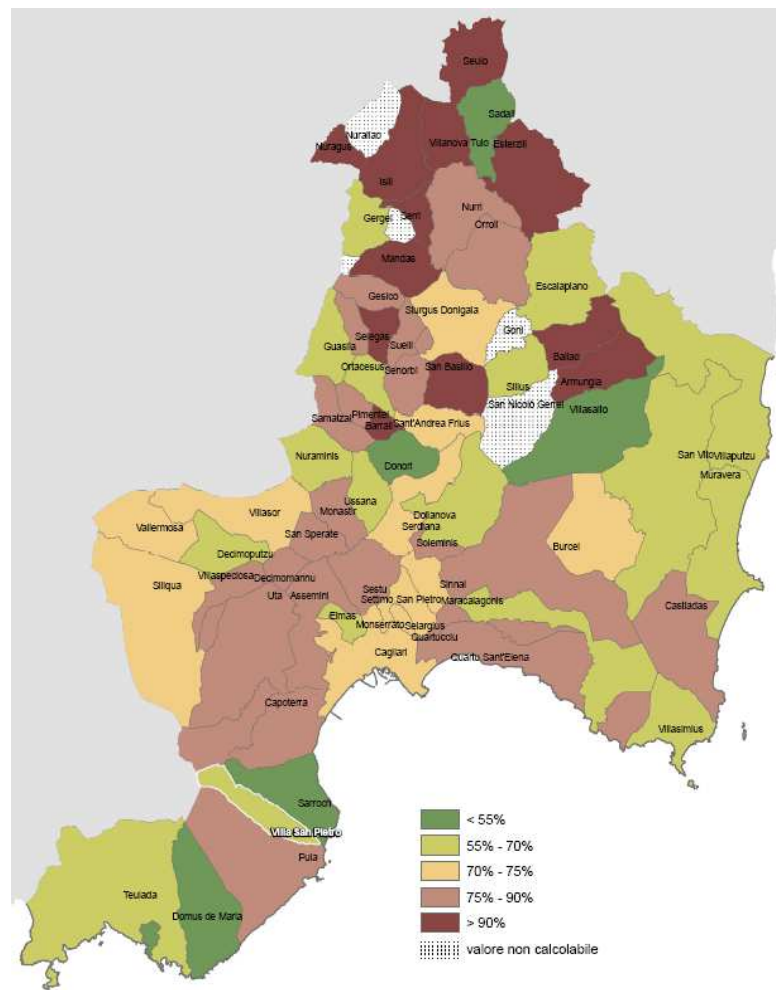 Seulo
Sadali
Nurallao
Nuragus
Villanova Tulo
Esterzili
Isili
Nurri
Gergei
Serri
Orroli
Mandas
Escalaplano
Gesico
Siurgus Donigala
Goni
Selegas
Guasila
Suelli
Ballao
Ortacesus
Senorbì
San Basilio
Silius
Armungia
San Nicolò Gerrei
Villasalto
Pimentel
Samatzai
Barrali
Sant'Andrea Frius
Donori
Nuraminis
San Vito
Villaputzu
Muravera
Ussana
Villasor
Monastir
Dolianova
Vallermosa
Serdiana
San Sperate
Soleminis
Decimoputzu
Burcei
Villaspeciosa
Decimomannu
Siliqua
Sestu
Sinnai
Uta
Assemini
Settimo San Pietro
Maracalagonis
Castiadas
Elmas
Monserrato
Selargius
Quartucciu
Cagliari
Quartu Sant'Elena
Capoterra
Villasimius
Sarroch
Villa San Pietro
Pula
Teulada
Domus de Maria
< 55%
55% - 70%
70% - 75%
75% - 90%
> 90%
valore non calcolabile